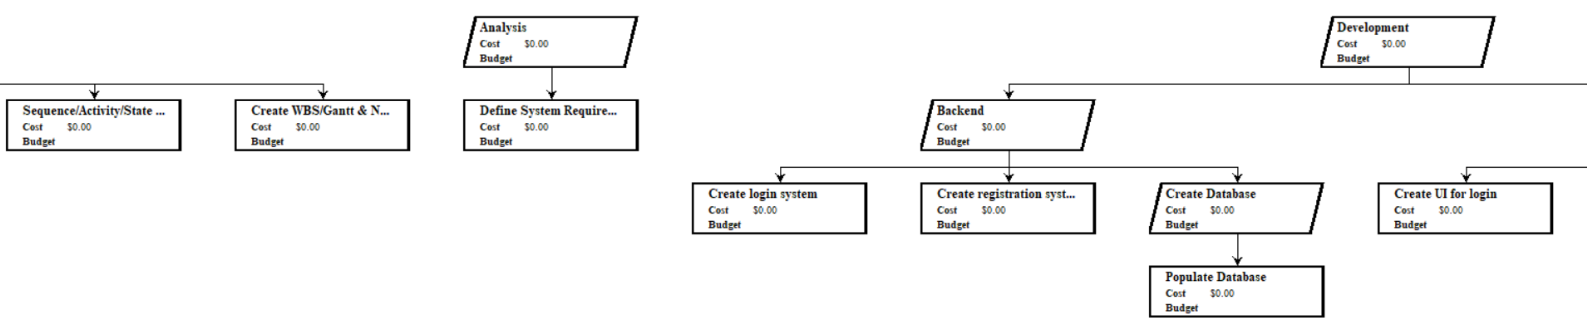 Analysis
Cost $0.00
Budget
Development
Cost $0.00
Budget
Sequence/Activity/State ...
Cost $0.00
Budget
Create WBS/Gantt & N...
Cost $0.00
Budget
Define System Require...
Cost $0.00
Budget
Backend
Cost $0.00
Budget
Create login system
Cost $0.00
Budget
Create registration syst...
Cost $0.00
Budget
Create Database
Cost $0.00
Budget
Create UI for login
Cost $0.00
Budget
Populate Database
Cost $0.00
Budget